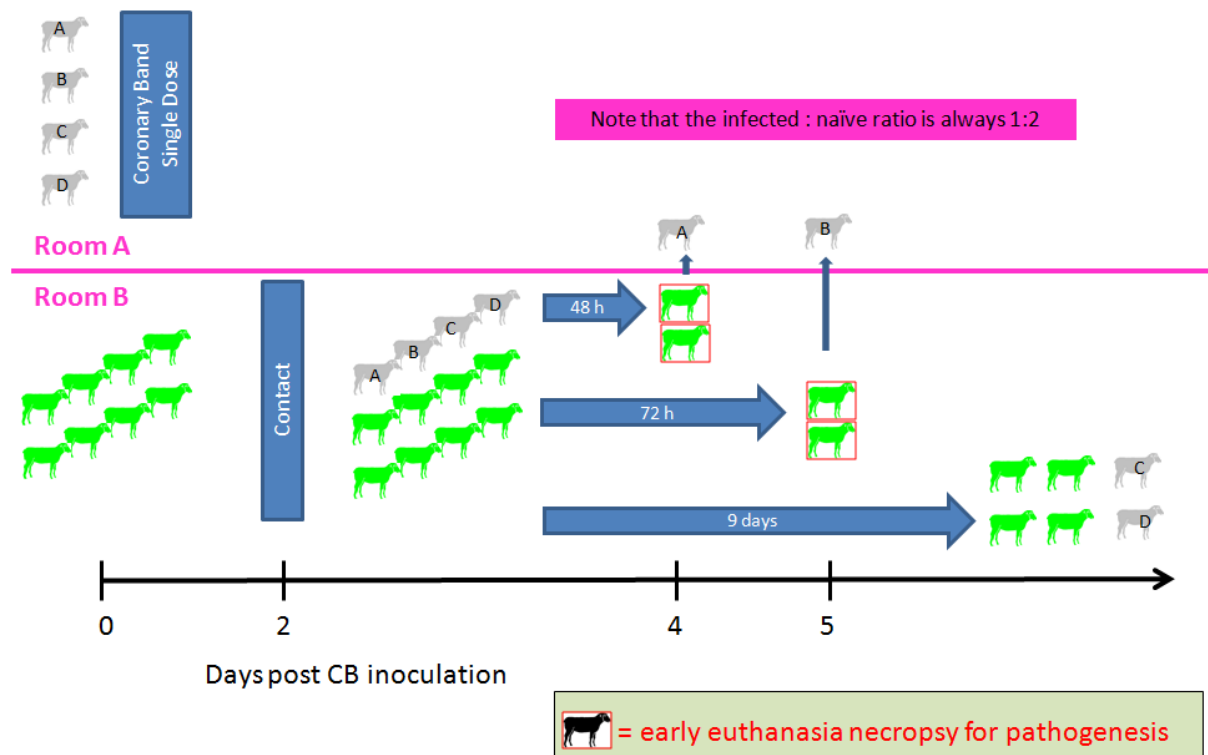 A
B
C
D
Coronary Band
Single Dose
Note that the infected : naïve ratio is always 1:2
A
B
Room A
Room B
Contact
A
B
C
D
48 h
72 h
9 days
C
D
0
2
4
5
Days post CB inoculation
= early euthanasia necropsy for pathogenesis